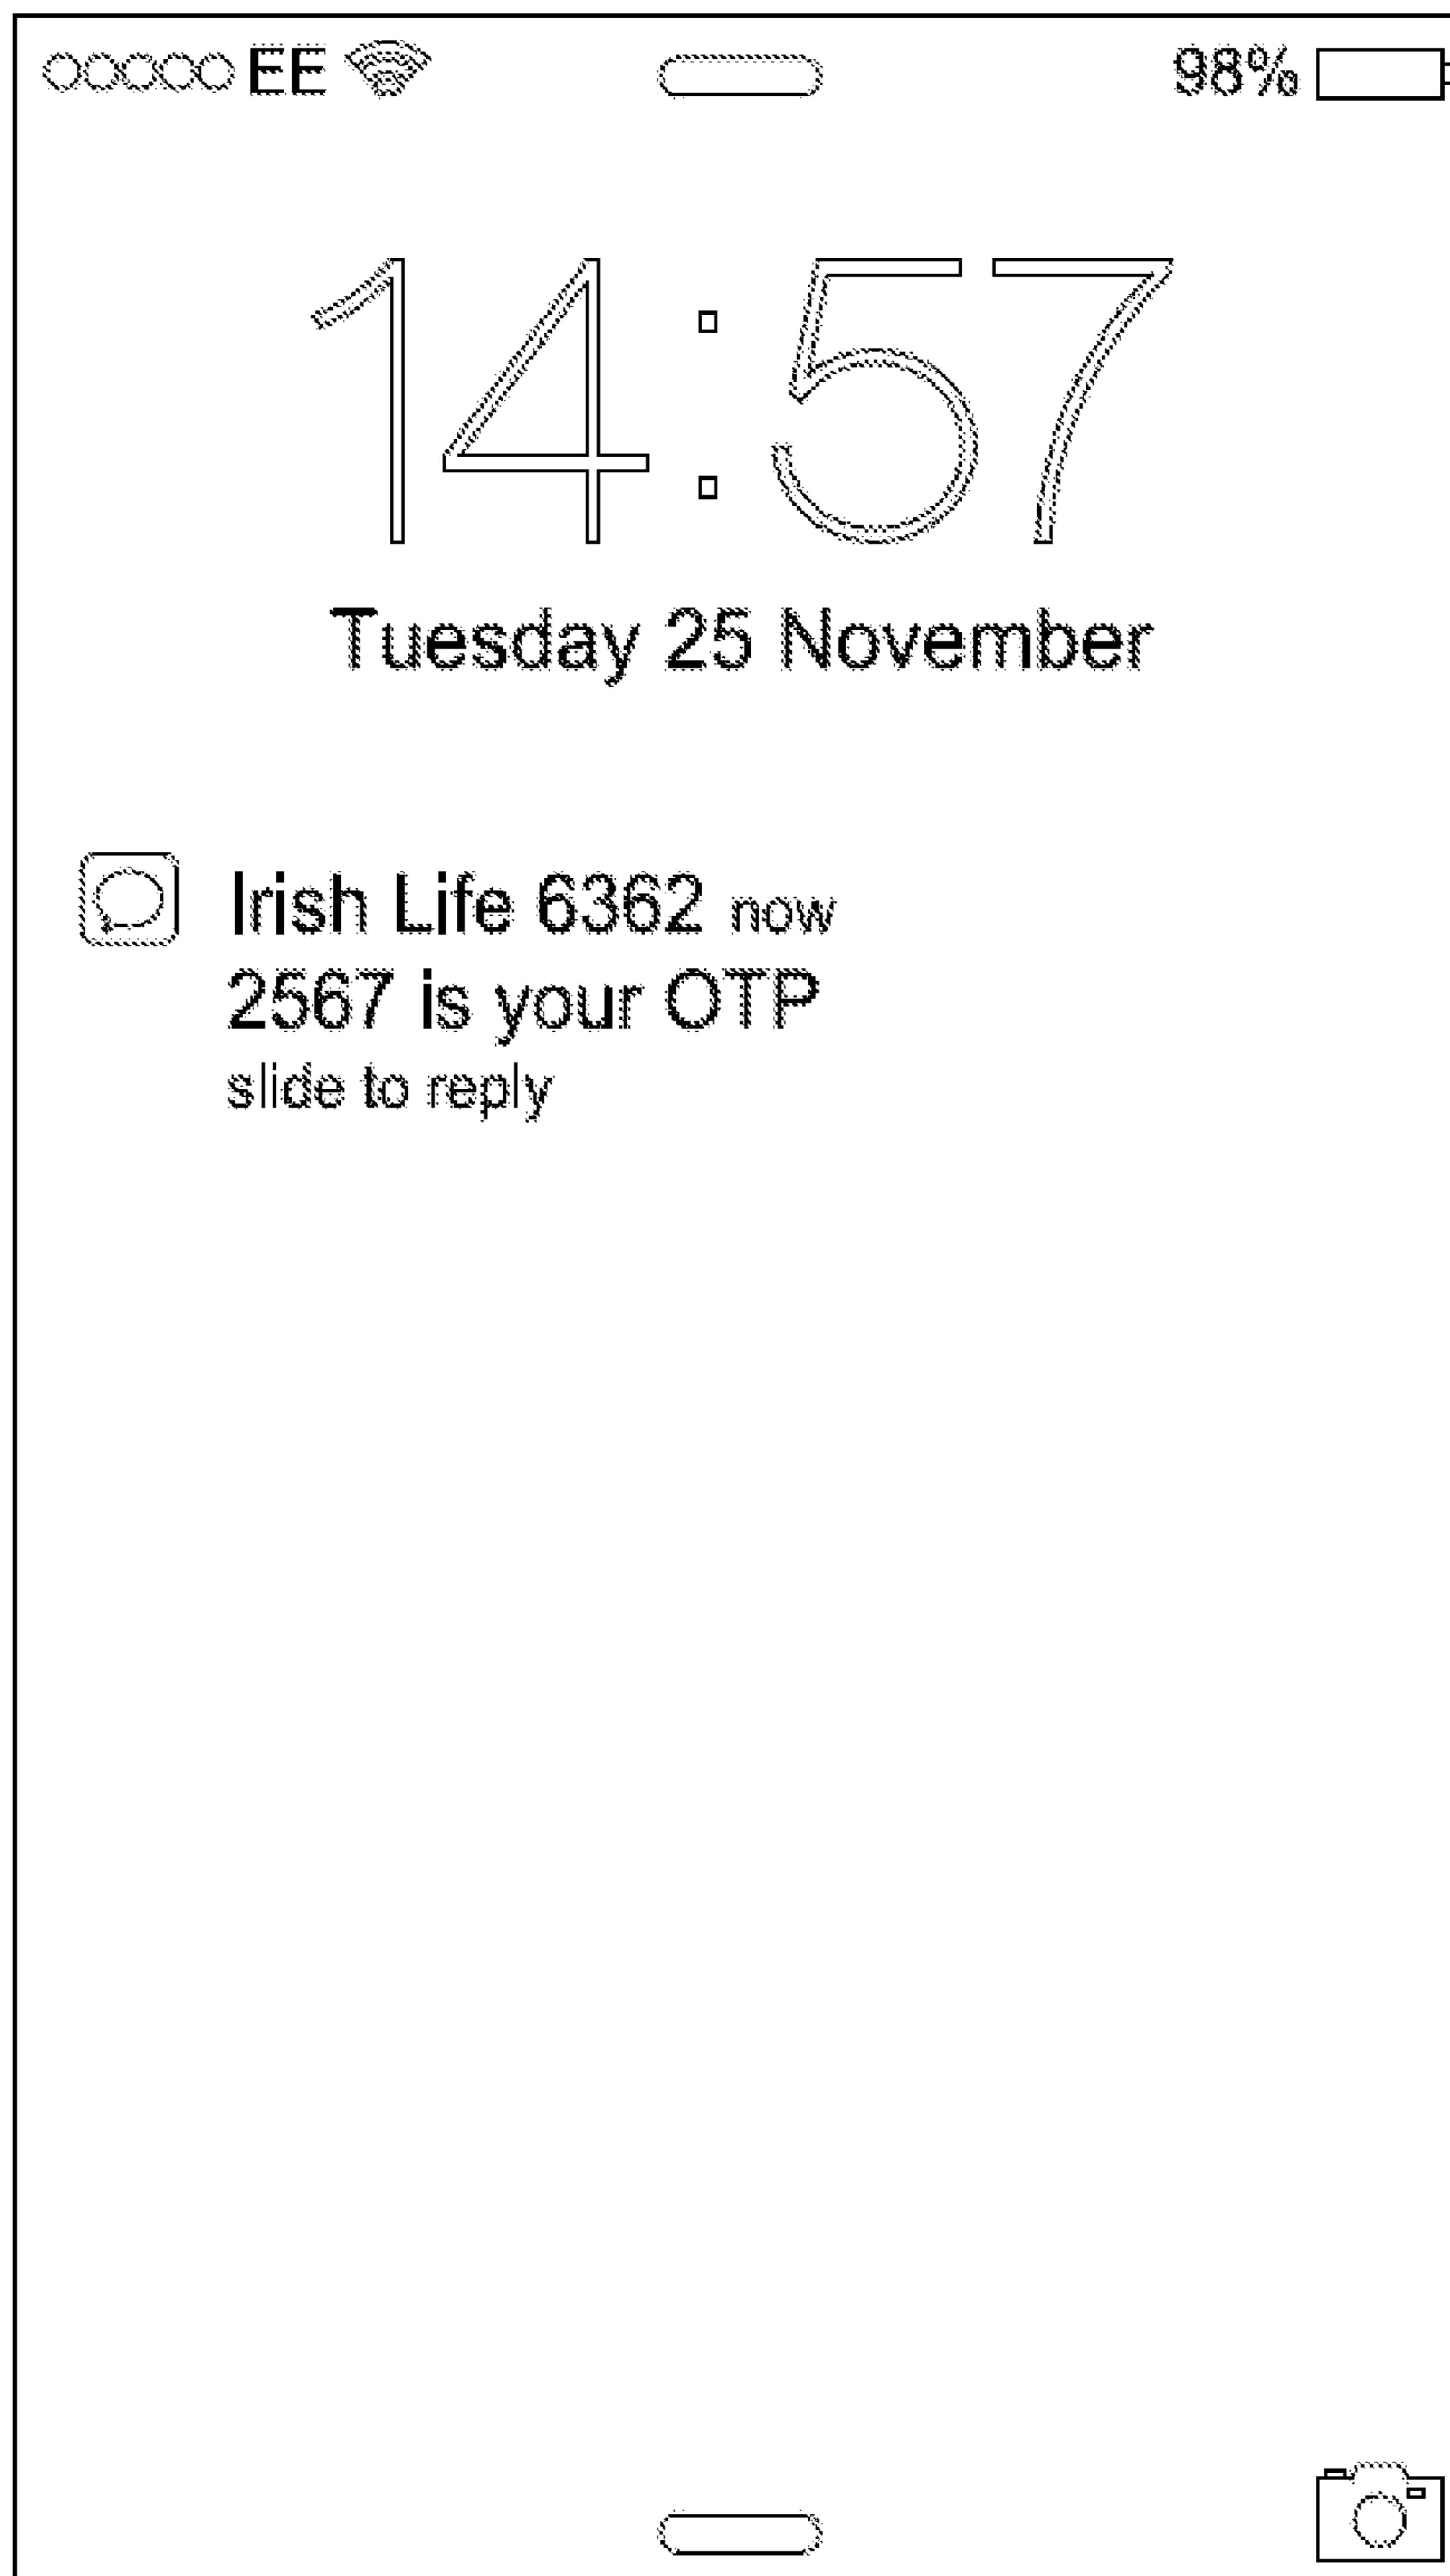 EE 98%
14:57
Tuesday 25 November
Irish Life 6362 now
2567 is your OTP
slide to reply